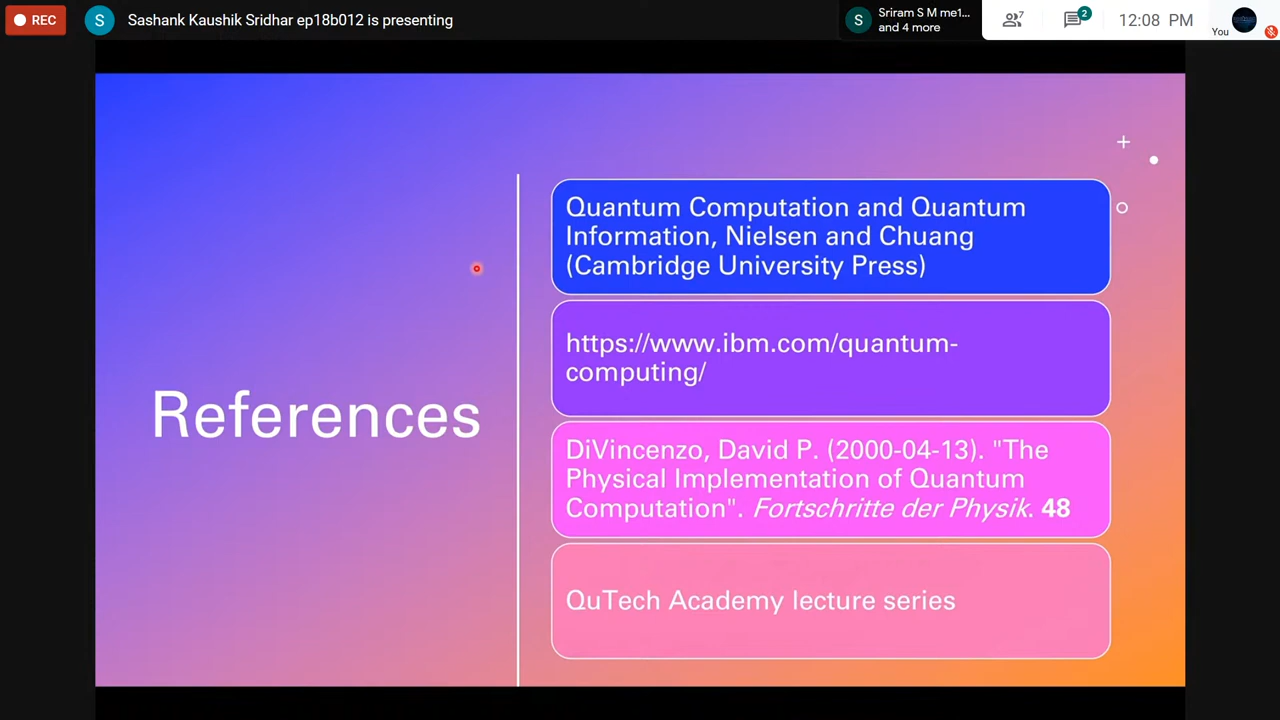 REC
S
Sashank Kaushik Sridhar ep18b012 is presenting
S
Sriram S M me1...
and 4 more
7
2
12:08 PM
You
References
Quantum Computation and Quantum
Information, Nielsen and Chuang
(Cambridge University Press)
https://www.ibm.com/quantum-
computing/
DiVincenzo, David P. (2000-04-13). "The
Physical Implementation of Quantum
Computation". Fortschritte der Physik. 48
QuTech Academy lecture series